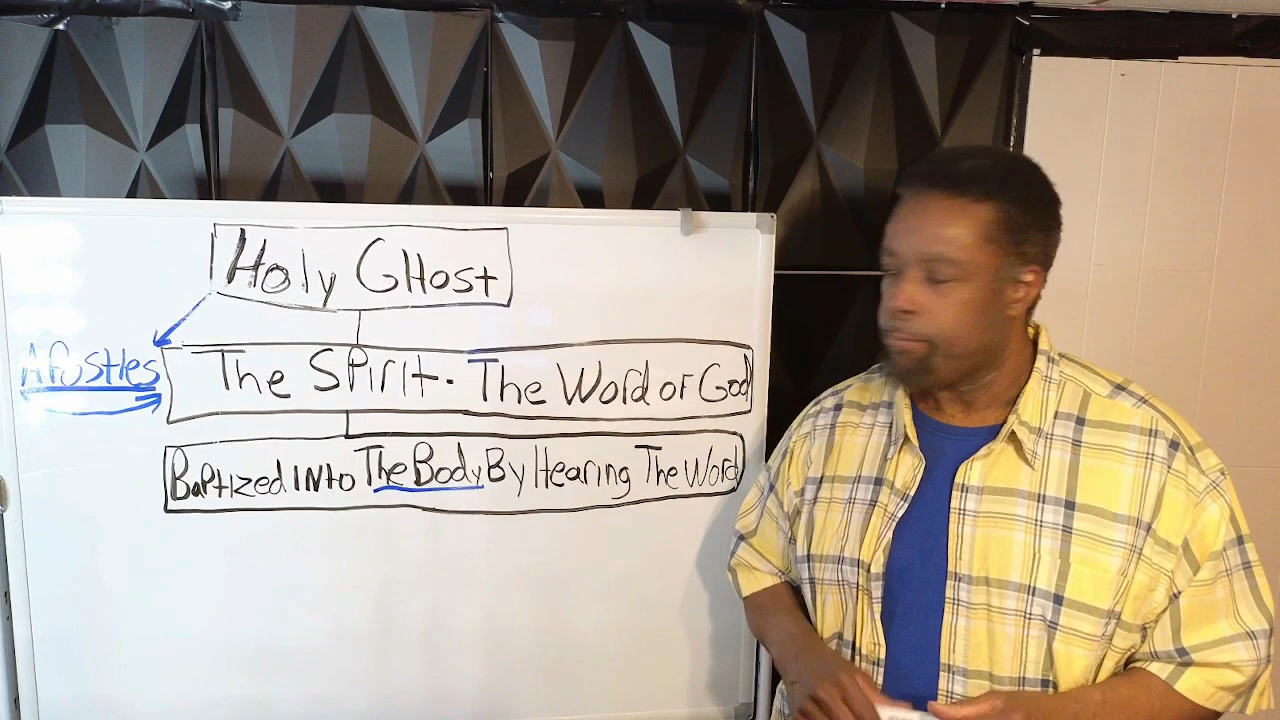 Holy GHost
Apostles
The SPirit. The Word of God
BaPtized INto The Body By Hearing The Word